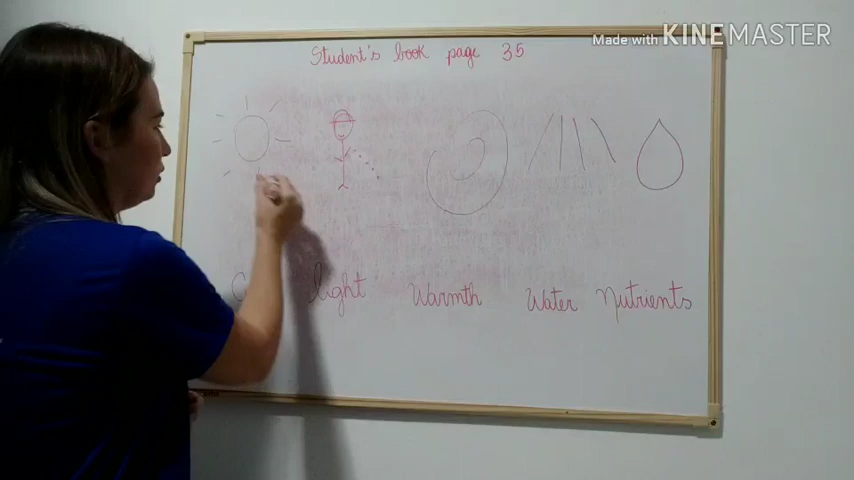 Made with KINEMASTER
Student's book page 35
light Warmth Water Nutrients